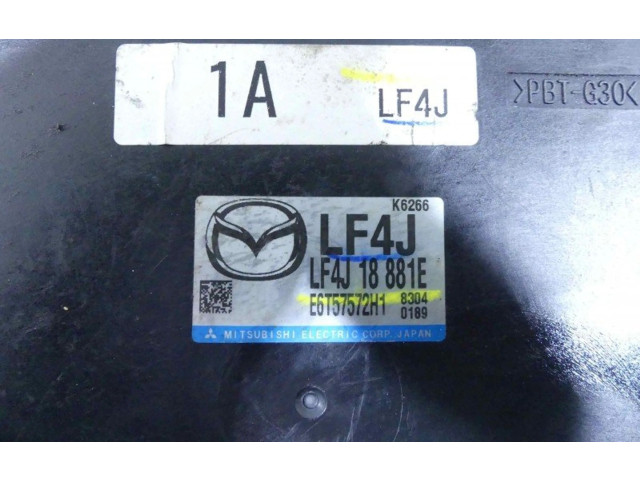 1A
LF4J
>PBT-G30<
K6266
LF4J
LF4J 18 881E
E6T57572H1 8304
0189
MITSUBISHI ELECTRIC CORP. JAPAN